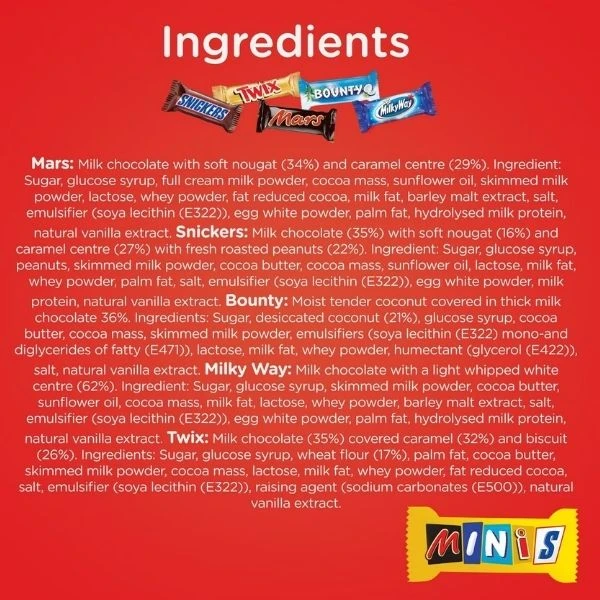 Ingredients
SNICKERS
TWIX
BOUNTY
Mars
MilkyWay
Mars: Milk chocolate with soft nougat (34%) and caramel centre (29%). Ingredient:
Sugar, glucose syrup, full cream milk powder, cocoa mass, sunflower oil, skimmed milk
powder, lactose, whey powder, fat reduced cocoa, milk fat, barley malt extract, salt,
emulsifier (soya lecithin (E322)), egg white powder, palm fat, hydrolysed milk protein,
natural vanilla extract. Snickers: Milk chocolate (35%) with soft nougat (16%) and
caramel centre (27%) with fresh roasted peanuts (22%). Ingredient: Sugar, glucose syrup,
peanuts, skimmed milk powder, cocoa butter, cocoa mass, sunflower oil, lactose, milk fat,
whey powder, palm fat, salt, emulsifier (soya lecithin (E322)), egg white powder, milk
protein, natural vanilla extract. Bounty: Moist tender coconut covered in thick milk
chocolate 36%. Ingredients: Sugar, desiccated coconut (21%), glucose syrup, cocoa
butter, cocoa mass, skimmed milk powder, emulsifiers (soya lecithin (E322) mono-and
diglycerides of fatty (E471)), lactose, milk fat, whey powder, humectant (glycerol (E422)),
salt, natural vanilla extract. Milky Way: Milk chocolate with a light whipped white
centre (62%). Ingredient: Sugar, glucose syrup, skimmed milk powder, cocoa butter,
sunflower oil, cocoa mass, milk fat, lactose, whey powder, barley malt extract, salt,
emulsifier (soya lecithin (E322)), egg white powder, palm fat, hydrolysed milk protein,
natural vanilla extract. Twix: Milk chocolate (35%) covered caramel (32%) and biscuit
(26%). Ingredients: Sugar, glucose syrup, wheat flour (17%), palm fat, cocoa butter,
skimmed milk powder, cocoa mass, lactose, milk fat, whey powder, fat reduced cocoa,
salt, emulsifier (soya lecithin (E322)), raising agent (sodium carbonates (E500)), natural
vanilla extract.
MINIS